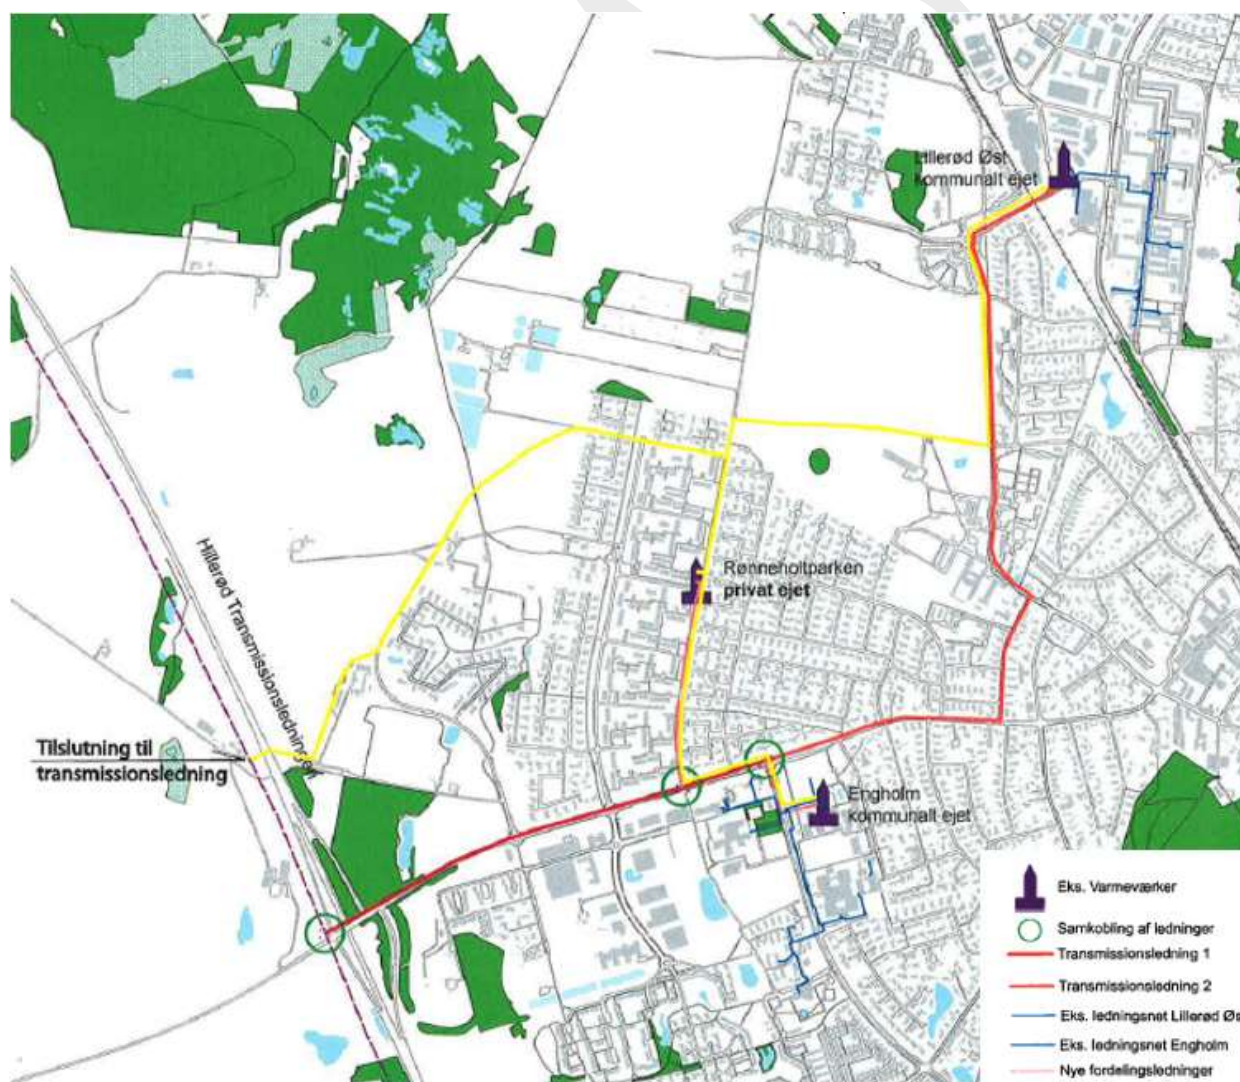 Lillerød Øst
kommunalt ejet
Hillerød Transmissionsledningen
Rønneholtparken
privat ejet
Tilslutning til
transmissionsledning
Engholm
kommunalt ejet
Eks. Varmeværker
Samkobling af ledninger
Transmissionsledning 1
Transmissionsledning 2
Eks. ledningsnet Lillerød Øs
Eks. ledningsnet Engholm
Nye fordelingsledninger